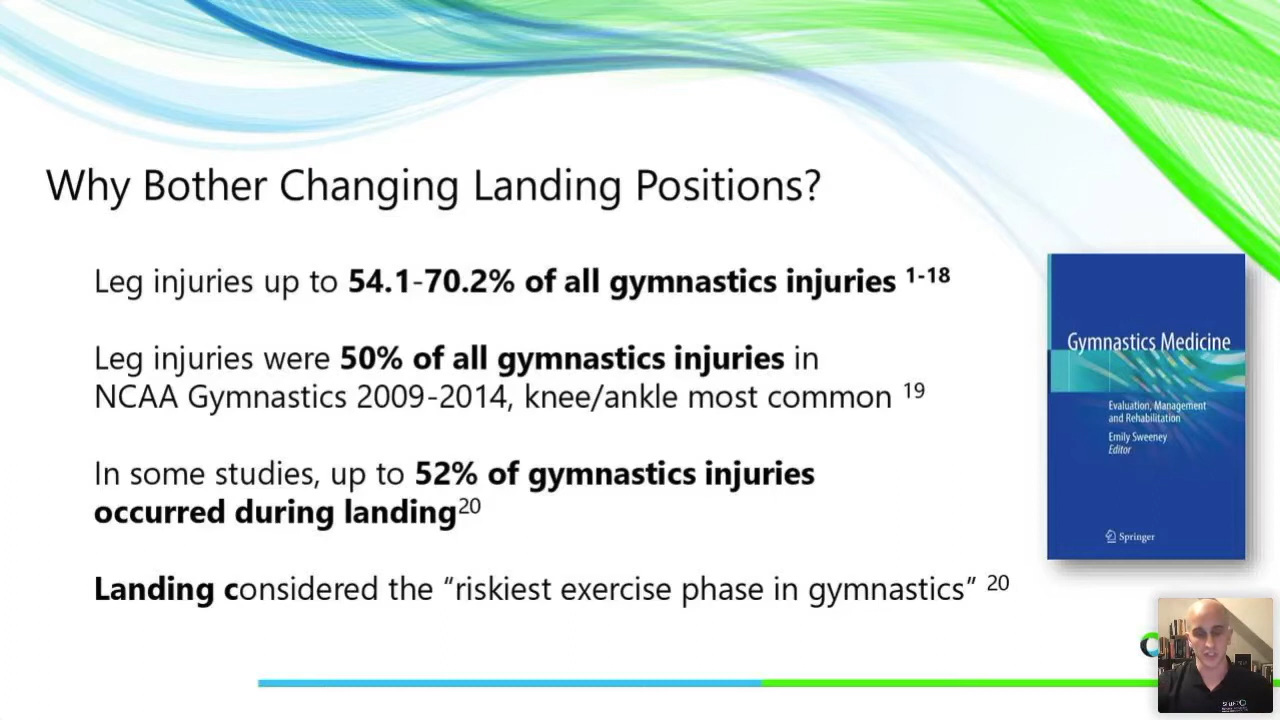 Why Bother Changing Landing Positions?
Leg injuries up to 54.1-70.2% of all gymnastics injuries 1-18
Leg injuries were 50% of all gymnastics injuries in
NCAA Gymnastics 2009-2014, knee/ankle most common 19
In some studies, up to 52% of gymnastics injuries
occurred during landing20
Landing considered the “riskiest exercise phase in gymnastics” 20
Gymnastics Medicine
Evaluation, Management
and Rehabilitation
Emily Sweeney
Editor
Springer